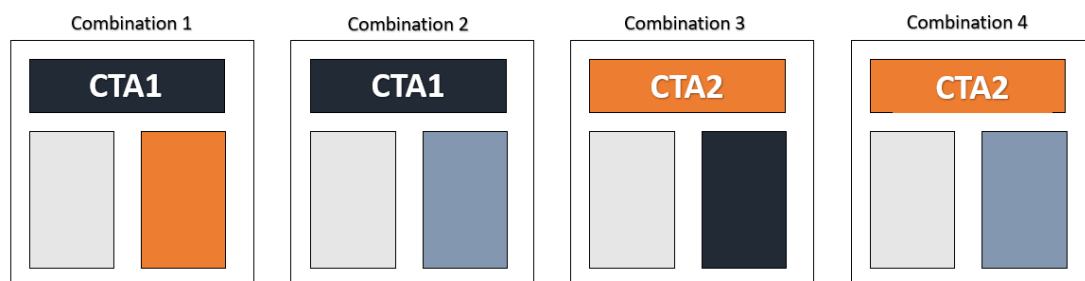 Combination 1
Combination 2
Combination 3
Combination 4
CTA1
CTA1
CTA2
CTA2